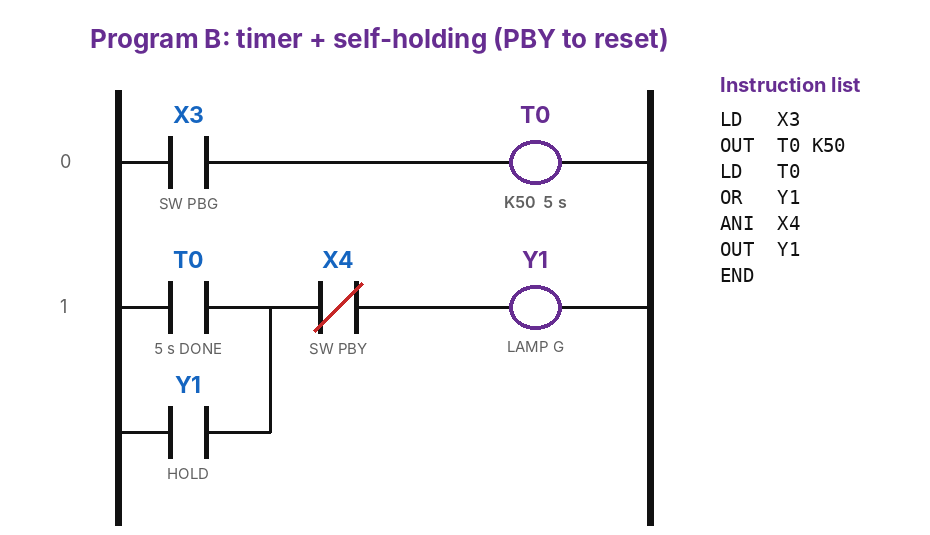 Program B: timer + self-holding (PBY to reset)
Instruction list
LD X3
OUT T0 K50
LD T0
OR Y1
ANI X4
OUT Y1
END
X3 T0
0
SW PBG K50 5 s
T0 X4 Y1
1
5 s DONE SW PBY LAMP G
Y1
HOLD